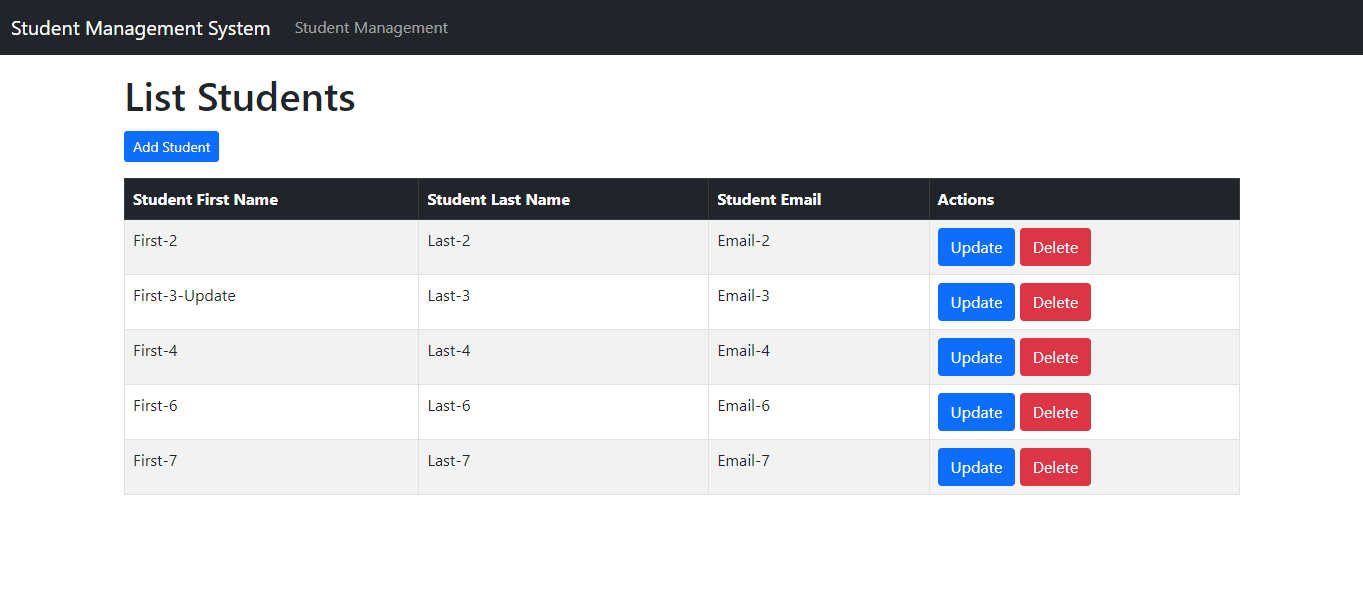 Student Management System Student Management
List Students
Add Student
Student First Name Student Last Name Student Email Actions
First-2 Last-2 Email-2 Update Delete
First-3-Update Last-3 Email-3 Update Delete
First-4 Last-4 Email-4 Update Delete
First-6 Last-6 Email-6 Update Delete
First-7 Last-7 Email-7 Update Delete